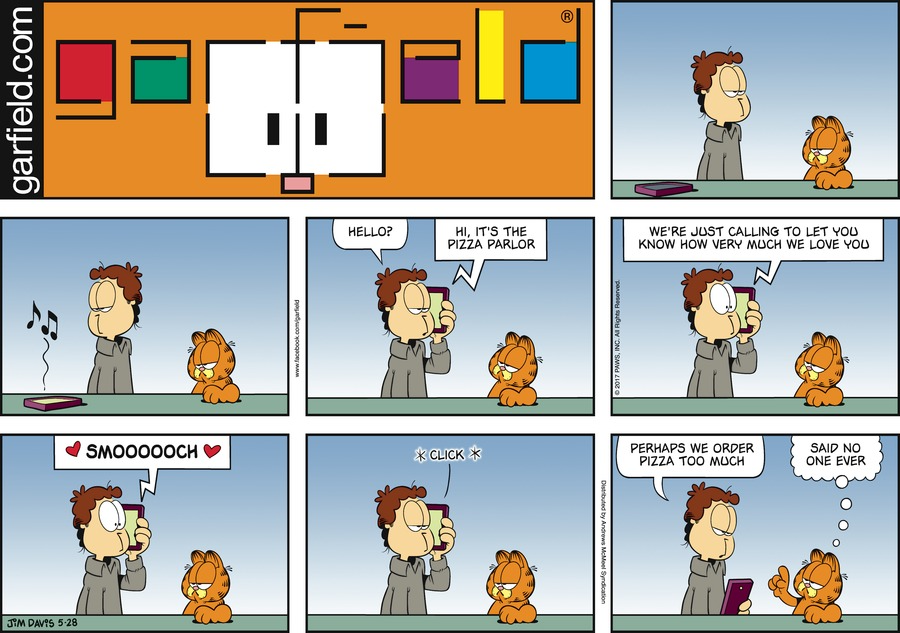 garfield.com
®
HELLO?
HI, IT'S THE
PIZZA PARLOR
www.facebook.com/garfield
WE'RE JUST CALLING TO LET YOU
KNOW HOW VERY MUCH WE LOVE YOU
© 2017 PAWS, INC. All Rights Reserved.
SMOOOOOOCH
JIM DAVIS 5-28
* CLICK *
Distributed by Andrews McMeel Syndication
PERHAPS WE ORDER
PIZZA TOO MUCH
SAID NO
ONE EVER